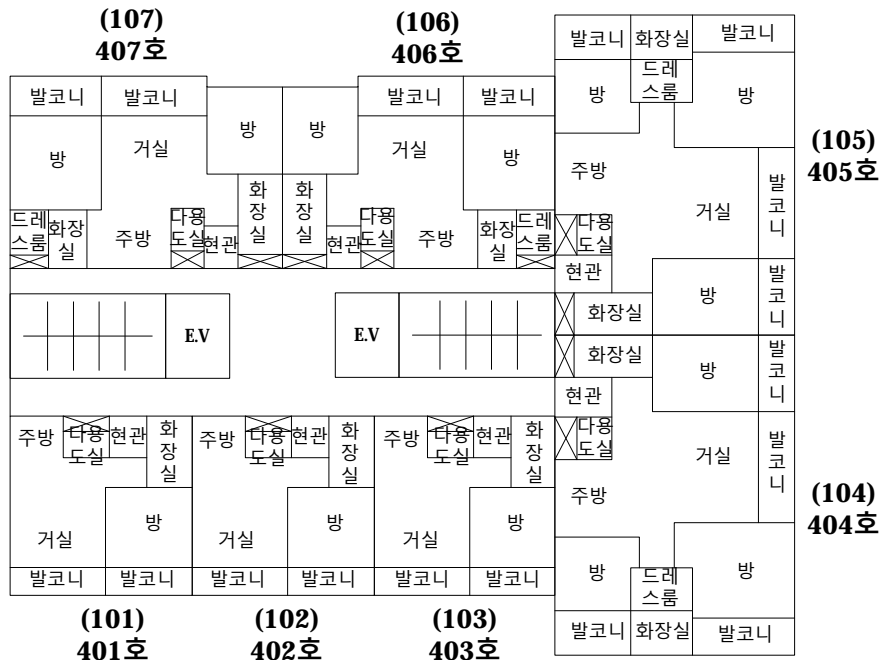 (107)
407호
(106)
406호
발코니 화장실 발코니
드레
스룸
방 방
발코니 발코니
방 방
발코니 발코니
방 거실
거실 방
(105)
405호
주방
거실
발
코
니
드레
스룸
화장
실
주방
다용
도실
현관
화
장
실
화
장
실
현관
다용
도실
주방
화장
실
드레
스룸
다용
도실
현관
화장실
방
발
코
니
E.V
E.V
화장실
방
발
코
니
현관
다용
도실
주방
거실
발
코
니
(104)
404호
주방
다용
도실
현관
화
장
실
거실
방
발코니 발코니
주방
다용
도실
현관
화
장
실
거실
방
발코니 발코니
주방
다용
도실
현관
화
장
실
거실
방
발코니 발코니
방 방
드레
스룸
발코니 화장실 발코니
(101)
401호
(102)
402호
(103)
403호